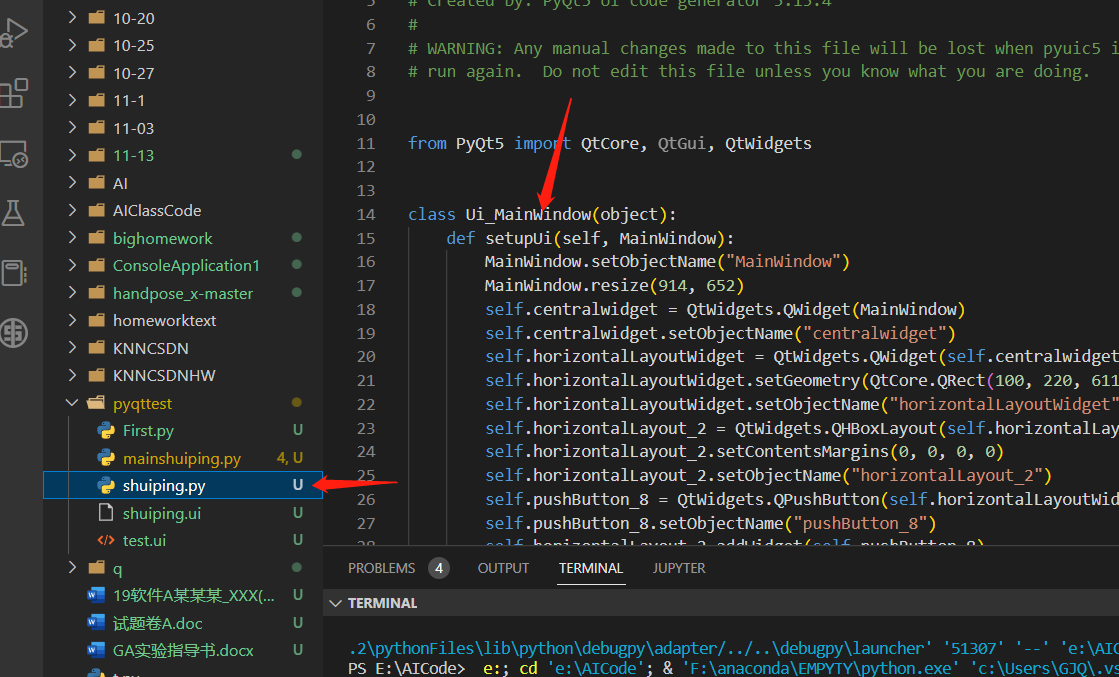 10-20
10-25
10-27
11-1
11-03
11-13
AI
AIClassCode
bighomework
ConsoleApplication1
handpose_x-master
homeworktext
KNNCSDN
KNNCSDNHW
pyqttest
First.py U
mainshuiping.py 4, U
shuiping.py U
shuiping.ui U
test.ui U
q
19软件A某某某_XXX(... U
试题卷A.doc U
GA实验指导书.docx U
5 # Created by: PyQt5 UI code generator 5.15.4
6 #
7 # WARNING: Any manual changes made to this file will be lost when pyuic5 i
8 # run again.  Do not edit this file unless you know what you are doing.
9
10
11 from PyQt5 import QtCore, QtGui, QtWidgets
12
13
14 class Ui_MainWindow(object):
15 def setupUi(self, MainWindow):
16 MainWindow.setObjectName("MainWindow")
17 MainWindow.resize(914, 652)
18 self.centralwidget = QtWidgets.QWidget(MainWindow)
19 self.centralwidget.setObjectName("centralwidget")
20 self.horizontalLayoutWidget = QtWidgets.QWidget(self.centralwidget
21 self.horizontalLayoutWidget.setGeometry(QtCore.QRect(100, 220, 611
22 self.horizontalLayoutWidget.setObjectName("horizontalLayoutWidget"
23 self.horizontalLayout_2 = QtWidgets.QHBoxLayout(self.horizontalLay
24 self.horizontalLayout_2.setContentsMargins(0, 0, 0, 0)
25 self.horizontalLayout_2.setObjectName("horizontalLayout_2")
26 self.pushButton_8 = QtWidgets.QPushButton(self.horizontalLayoutWid
27 self.pushButton_8.setObjectName("pushButton_8")
28 self.horizontalLayout_2.addWidget(self.pushButton_8)
PROBLEMS 4 OUTPUT TERMINAL JUPYTER
TERMINAL
.2\pythonFiles\lib\python\debugpy\adapter/../..\debugpy\launcher' '51307' '--' 'e:\AIC
PS E:\AICode>  e:; cd 'e:\AICode'; & 'F:\anaconda\EMPYTY\python.exe' 'c:\Users\GJQ\.vs